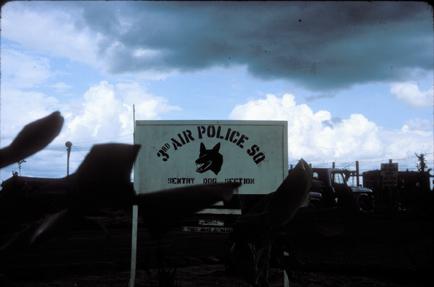 3RD AIR POLICE SQ
SENTRY DOG SECTION